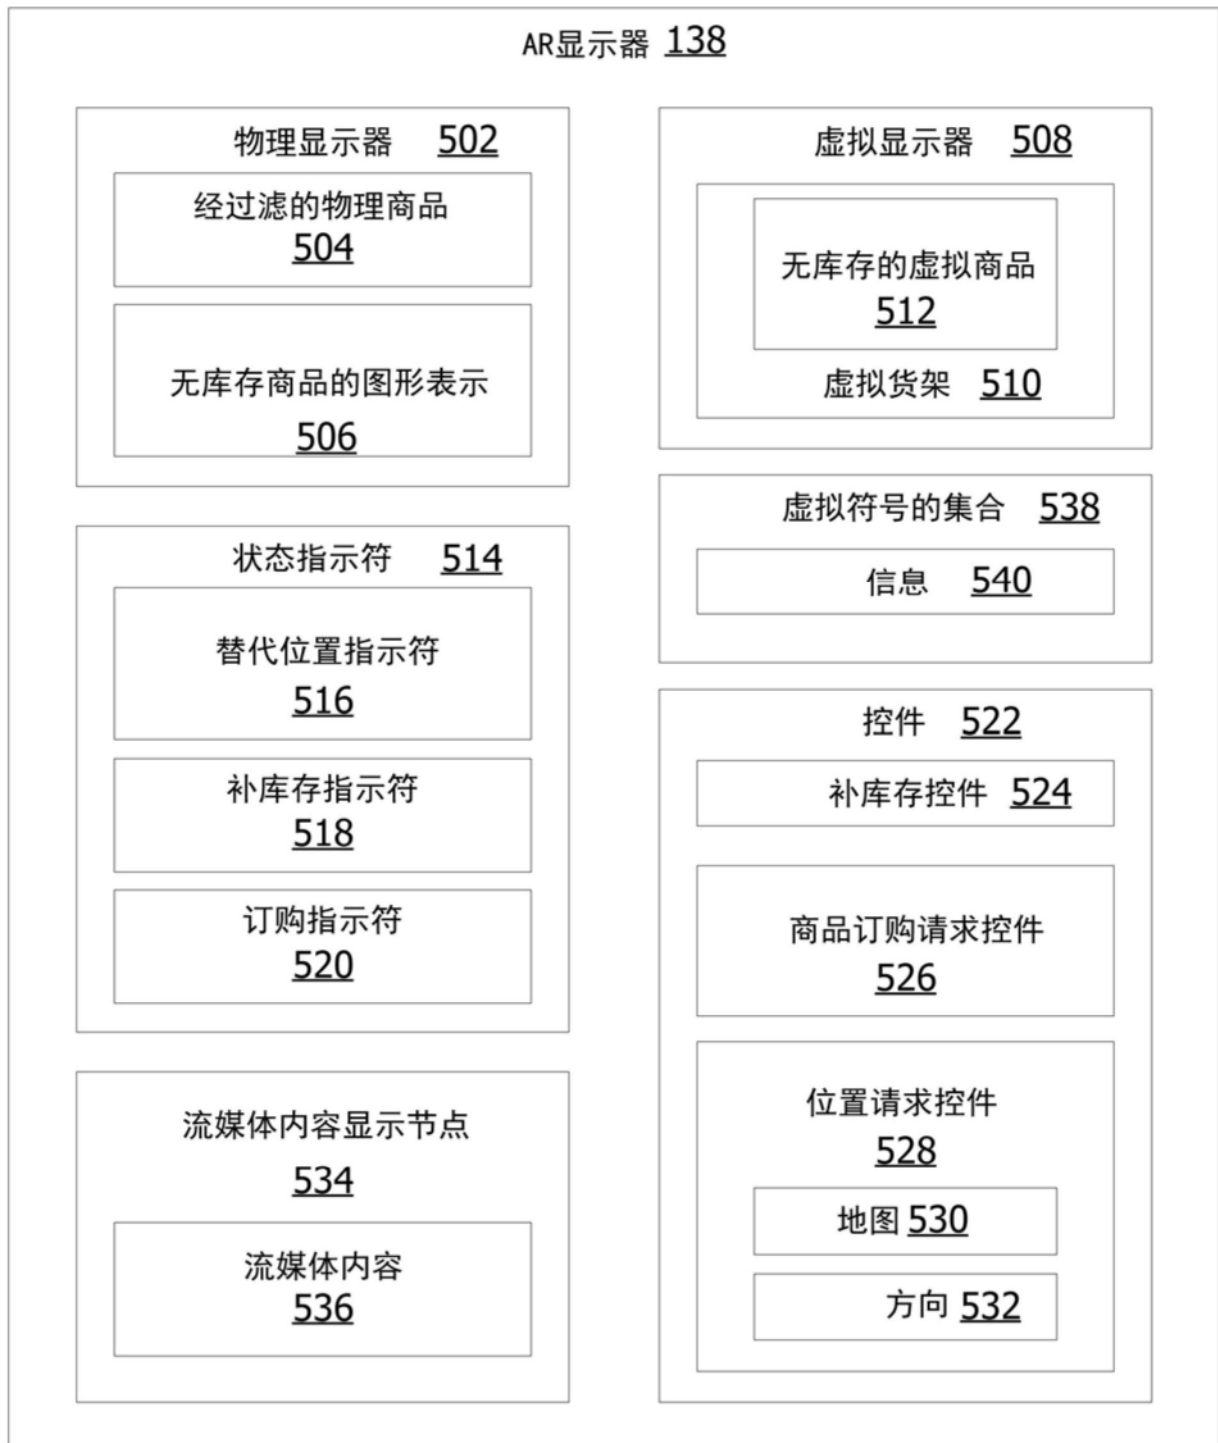 AR显示器 138
物理显示器 502
经过滤的物理商品
504
无库存商品的图形表示
506
状态指示符 514
替代位置指示符
516
补库存指示符
518
订购指示符
520
流媒体内容显示节点
534
流媒体内容
536
虚拟显示器 508
无库存的虚拟商品
512
虚拟货架 510
虚拟符号的集合 538
信息 540
控件 522
补库存控件 524
商品订购请求控件
526
位置请求控件
528
地图 530
方向 532